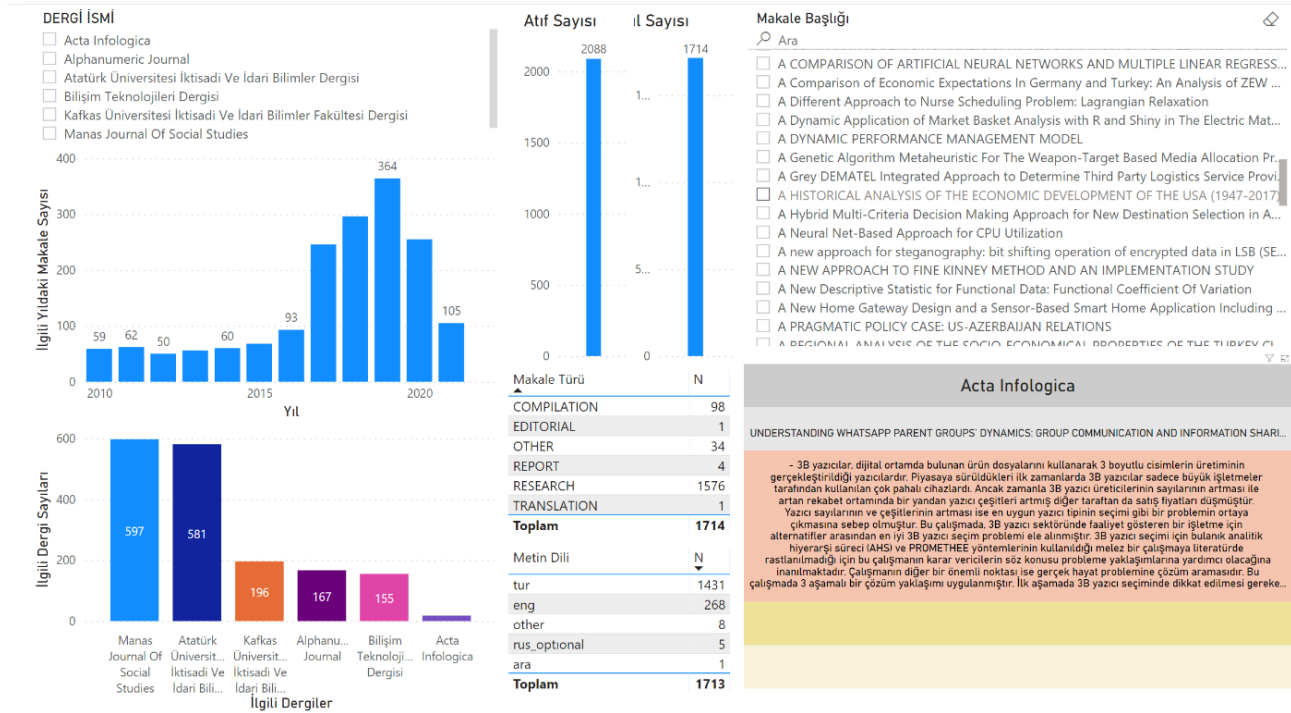 DERGİ İSMİ
Acta Infologica
Alphanumeric Journal
Atatürk Üniversitesi İktisadi Ve İdari Bilimler Dergisi
Bilişim Teknolojileri Dergisi
Kafkas Üniversitesi İktisadi Ve İdari Bilimler Fakültesi Dergisi
Manas Journal Of Social Studies
İlgili Yıldaki Makale Sayısı
400
300
200
100
0
59
62
50
60
93
364
105
2010
2015
2020
Yıl
İlgili Dergi Sayıları
600
400
200
0
597
581
196
167
155
Manas Journal Of Social Studies
Atatürk Üniversit... İktisadi Ve İdari Bili...
Kafkas Üniversit... İktisadi Ve İdari Bili...
Alphanu... Journal
Bilişim Teknoloji... Dergisi
Acta Infologica
İlgili Dergiler
Atıf Sayısı
2088
2000
1500
1000
500
0
ıl Sayısı
1714
1...
1...
5...
0
Makale Türü N
COMPILATION 98
EDITORIAL 1
OTHER 34
REPORT 4
RESEARCH 1576
TRANSLATION 1
Toplam 1714
Metin Dili N
tur 1431
eng 268
other 8
rus_optıonal 5
ara 1
Toplam 1713
Makale Başlığı
Ara
A COMPARISON OF ARTIFICIAL NEURAL NETWORKS AND MULTIPLE LINEAR REGRESS...
A Comparison of Economic Expectations In Germany and Turkey: An Analysis of ZEW ...
A Different Approach to Nurse Scheduling Problem: Lagrangian Relaxation
A Dynamic Application of Market Basket Analysis with R and Shiny in The Electric Mat...
A DYNAMIC PERFORMANCE MANAGEMENT MODEL
A Genetic Algorithm Metaheuristic For The Weapon-Target Based Media Allocation Pr...
A Grey DEMATEL Integrated Approach to Determine Third Party Logistics Service Provi...
A HISTORICAL ANALYSIS OF THE ECONOMIC DEVELOPMENT OF THE USA (1947-2017)
A Hybrid Multi-Criteria Decision Making Approach for New Destination Selection in A...
A Neural Net-Based Approach for CPU Utilization
A new approach for steganography: bit shifting operation of encrypted data in LSB (SE...
A NEW APPROACH TO FINE KINNEY METHOD AND AN IMPLEMENTATION STUDY
A New Descriptive Statistic for Functional Data: Functional Coefficient Of Variation
A New Home Gateway Design and a Sensor-Based Smart Home Application Including ...
A PRAGMATIC POLICY CASE: US-AZERBAIJAN RELATIONS
A REGIONAL ANALYSIS OF THE SOCIO-ECONOMICAL PROPERTIES OF THE TURKEY CI...
Acta Infologica
UNDERSTANDING WHATSAPP PARENT GROUPS' DYNAMICS: GROUP COMMUNICATION AND INFORMATION SHARI...
- 3B yazıcılar, dijital ortamda bulunan ürün dosyalarını kullanarak 3 boyutlu cisimlerin üretiminin
gerçekleştirildiği yazıcılardır. Piyasaya sürüldükleri ilk zamanlarda 3B yazıcılar sadece büyük işletmeler
tarafından kullanılan çok pahalı cihazlardı. Ancak zamanla 3B yazıcı üreticilerinin sayılarının artması ile
artan rekabet ortamında bir yandan yazıcı çeşitleri artmış diğer taraftan da satış fiyatları düşmüştür.
Yazıcı sayılarının ve çeşitlerinin artması ise en uygun yazıcı tipinin seçimi gibi bir problemin ortaya
çıkmasına sebep olmuştur. Bu çalışmada, 3B yazıcı sektöründe faaliyet gösteren bir işletme için
alternatifler arasından en iyi 3B yazıcı seçim problemi ele alınmıştır. 3B yazıcı seçimi için bulanık analitik
hiyerarşi süreci (AHS) ve PROMETHEE yöntemlerinin kullanıldığı melez bir çalışmaya literatürde
rastlanılmadığı için bu çalışmanın karar vericilerin söz konusu probleme yaklaşımlarına yardımcı olacağına
inanılmaktadır. Çalışmanın diğer bir önemli noktası ise gerçek hayat problemine çözüm aramasıdır. Bu
çalışmada 3 aşamalı bir çözüm yaklaşımı uygulanmıştır. İlk aşamada 3B yazıcı seçiminde dikkat edilmesi gereke...